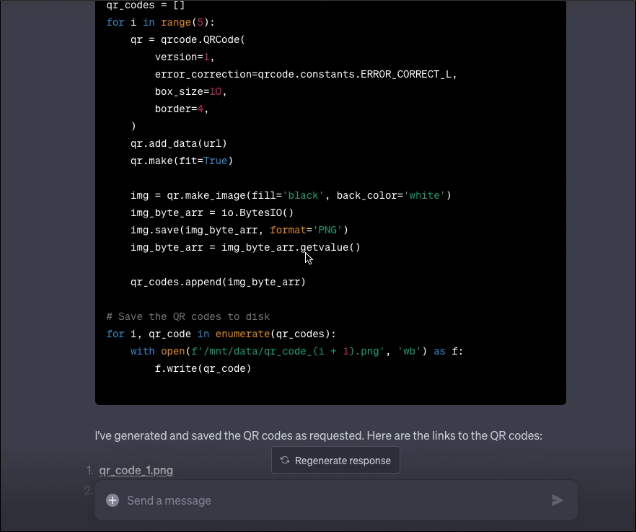 qr_codes = []
for i in range(5):
    qr = qrcode.QRCode(
        version=1,
        error_correction=qrcode.constants.ERROR_CORRECT_L,
        box_size=10,
        border=4,
    )
    qr.add_data(url)
    qr.make(fit=True)
    img = qr.make_image(fill='black', back_color='white')
    img_byte_arr = io.BytesIO()
    img.save(img_byte_arr, format='PNG')
    img_byte_arr = img_byte_arr.getvalue()
    qr_codes.append(img_byte_arr)
# Save the QR codes to disk
for i, qr_code in enumerate(qr_codes):
    with open(f'/mnt/data/qr_code_{i + 1}.png', 'wb') as f:
        f.write(qr_code)
I've generated and saved the QR codes as requested. Here are the links to the QR codes:
Regenerate response
1. qr_code_1.png
2.
Send a message